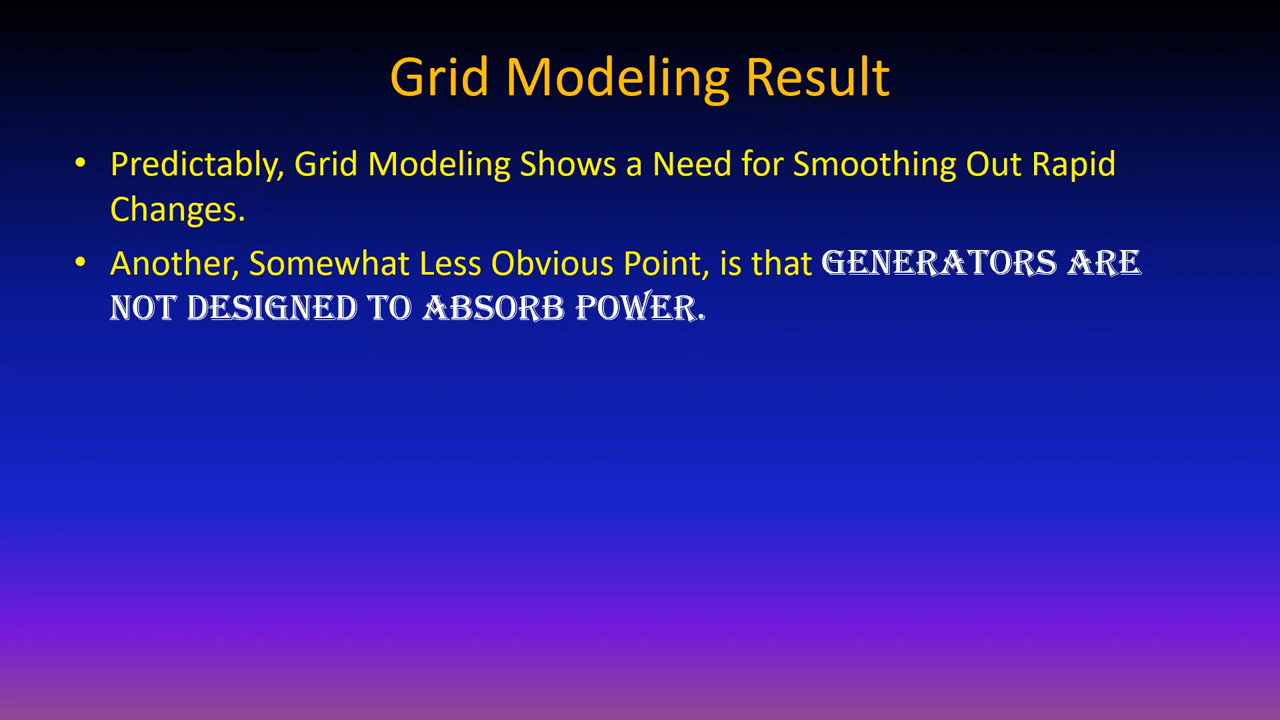 Grid Modeling Result
• Predictably, Grid Modeling Shows a Need for Smoothing Out Rapid
Changes.
• Another, Somewhat Less Obvious Point, is that GENERATORS ARE
NOT DESIGNED TO ABSORB POWER.